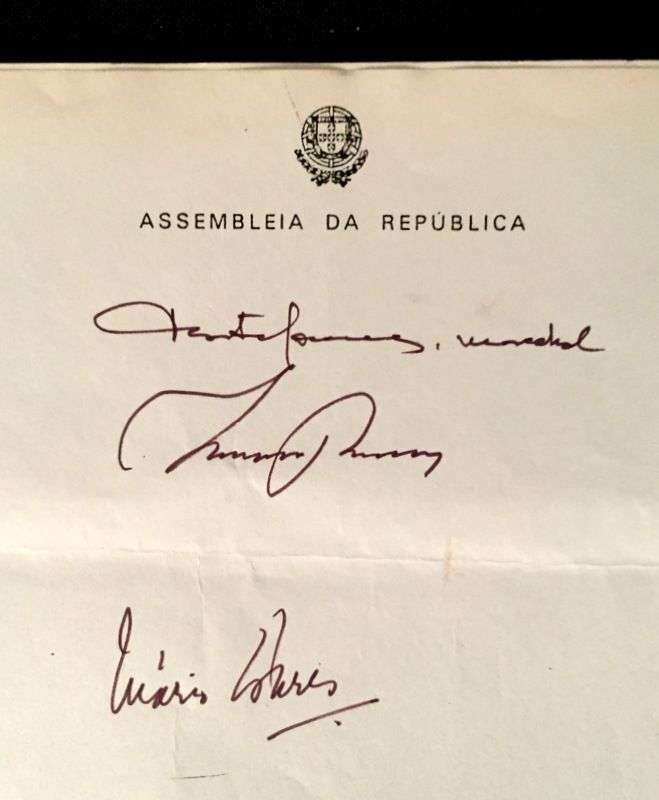 ASSEMBLEIA DA REPÚBLICA
Costa Gomes, marechal
Mário Soares